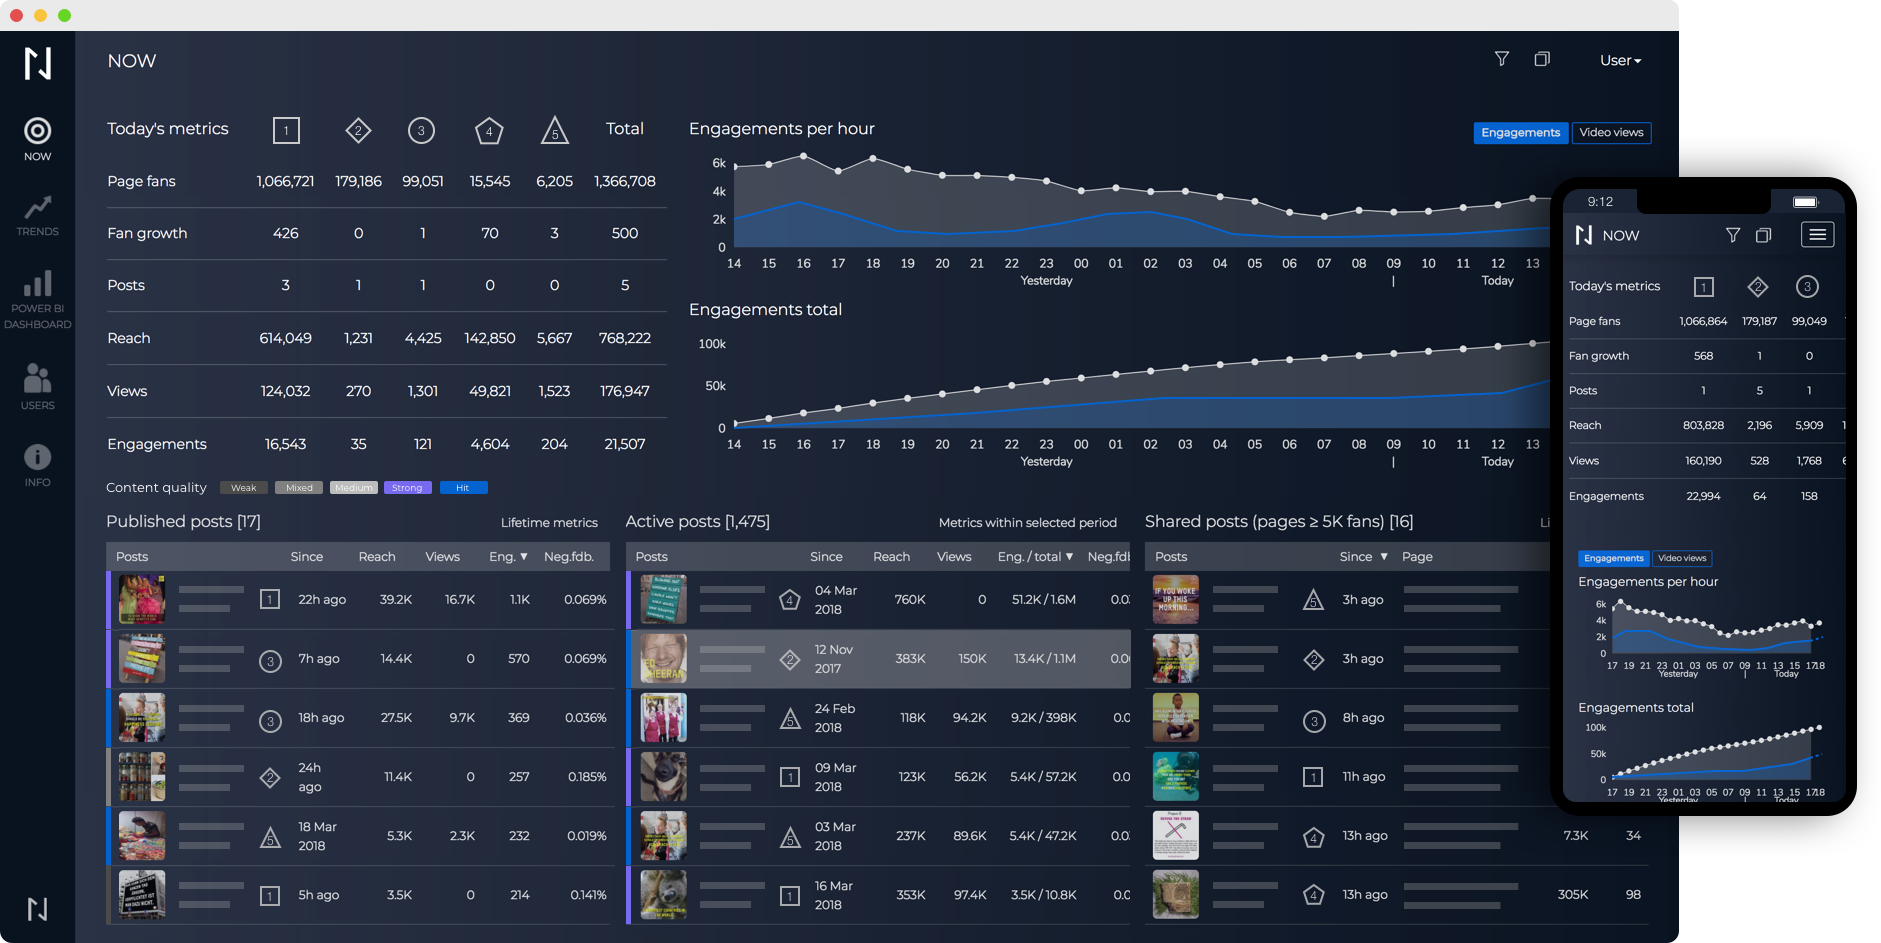 NOW
User
NOW
TRENDS
POWER BI
DASHBOARD
USERS
INFO
Today's metrics 1 2 3 4 5 Total
Page fans 1,066,721 179,186 99,051 15,545 6,205 1,366,708
Fan growth 426 0 1 70 3 500
Posts 3 1 1 0 0 5
Reach 614,049 1,231 4,425 142,850 5,667 768,222
Views 124,032 270 1,301 49,821 1,523 176,947
Engagements 16,543 35 121 4,604 204 21,507
Engagements per hour
Engagements Video views
6k
4k
2k
0
14 15 16 17 18 19 20 21 22 23 00 01 02 03 04 05 06 07 08 09 10 11 12 13
Yesterday | Today
Engagements total
100k
50k
0
14 15 16 17 18 19 20 21 22 23 00 01 02 03 04 05 06 07 08 09 10 11 12 13
Yesterday | Today
Content quality Weak Mixed Medium Strong Hit
Published posts [17] Lifetime metrics
Posts Since Reach Views Eng. ▼ Neg.fdb.
1 22h ago 39.2K 16.7K 1.1K 0.069%
3 7h ago 14.4K 0 570 0.069%
3 18h ago 27.5K 9.7K 369 0.036%
2 24h ago 11.4K 0 257 0.185%
5 18 Mar 2018 5.3K 2.3K 232 0.019%
1 5h ago 3.5K 0 214 0.141%
Active posts [1,475] Metrics within selected period
Posts Since Reach Views Eng. / total ▼ Neg.fdb
4 04 Mar 2018 760K 0 51.2K / 1.6M 0.0
ED SHEERAN 2 12 Nov 2017 383K 150K 13.4K / 1.1M 0.0
5 24 Feb 2018 118K 94.2K 9.2K / 398K 0.0
1 09 Mar 2018 123K 56.2K 5.4K / 57.2K 0.0
5 03 Mar 2018 237K 89.6K 5.4K / 47.2K 0.0
1 16 Mar 2018 353K 97.4K 3.5K / 10.8K 0.0
Shared posts (pages ≥ 5K fans) [16] Li
Posts Since ▼ Page
IF YOU WOKE UP THIS MORNING... 5 3h ago
2 3h ago
3 8h ago
1 11h ago
4 13h ago 7.3K 34
4 13h ago 305K 98
9:12
NOW
Today's metrics 1 2 3
Page fans 1,066,864 179,187 99,049
Fan growth 568 1 0
Posts 1 5 1
Reach 803,828 2,196 5,909 1
Views 160,190 528 1,768 6
Engagements 22,994 64 158
Engagements Video views
Engagements per hour
6k
4k
2k
0
17 19 21 23 01 03 05 07 09 11 13 15 17 18
Yesterday | Today
Engagements total
100k
50k
0
17 19 21 23 01 03 05 07 09 11 13 15 17 18
Yesterday | Today